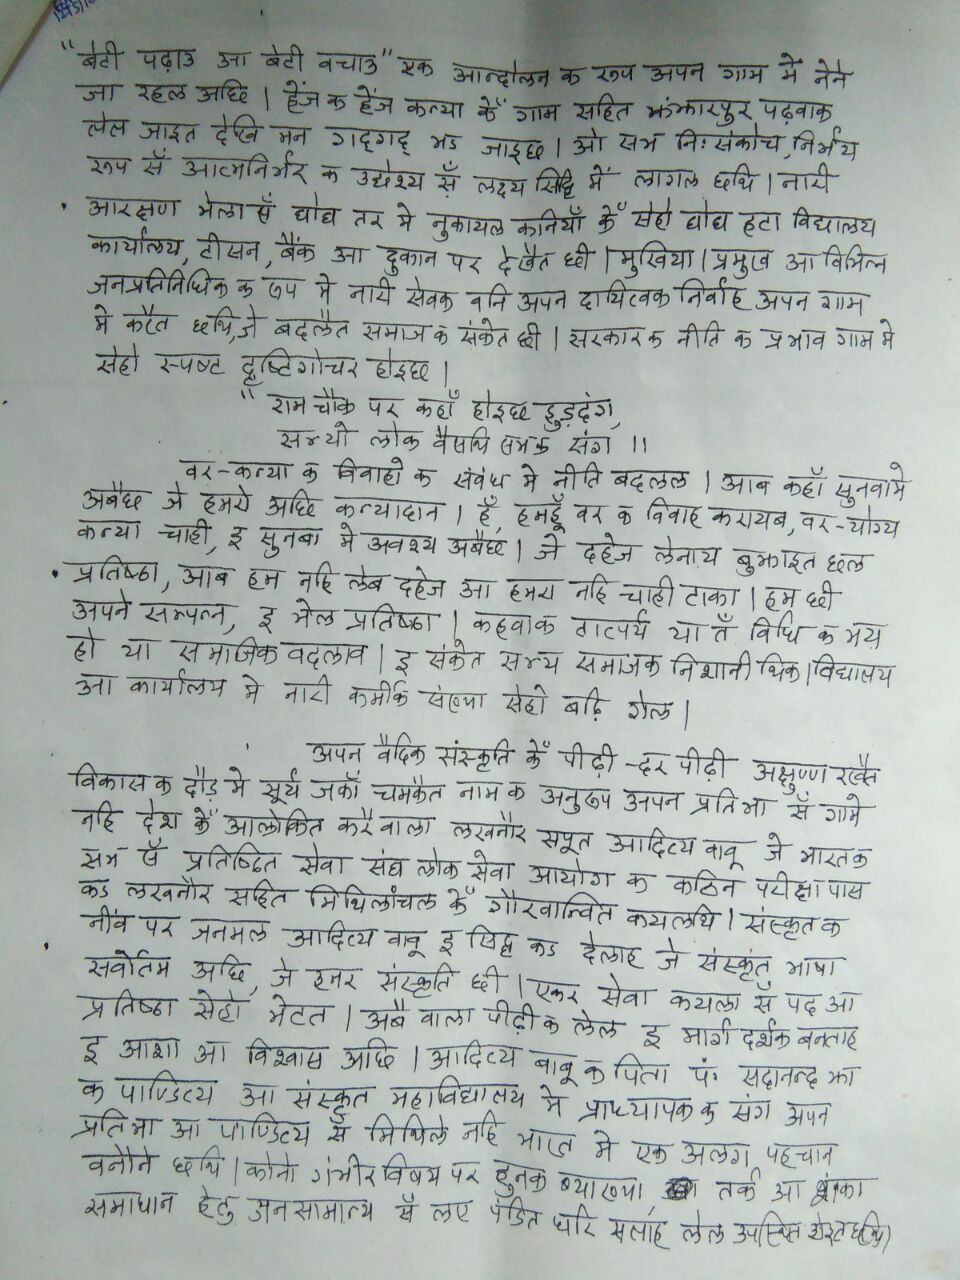 "बेटी पढ़ाउ आ बेटी बचाउ" एक आन्दोलन क रूप अपन गाम में लेने
जा रहल अछि । हेंज क हेंज कन्या कें गाम सहित झंझारपुर पढ़वाक
लेल जाइत देखि मन गद्गद् भऽ जाइछ । ओ सभ निःसंकोच, निर्भय
रूप सँ आत्मनिर्भर क उद्येश्य सँ लक्ष्य सिद्धि में लागल छथि । नारी
आरक्षण भेला सँ घोघ तर मे नुकायल कनियाँ कें सेहो घोघ हटा विद्यालय
कार्यालय, टीसन, बैंक आ दुकान पर देखैत छी । मुखिया । प्रमुख आ विभिन्न
जनप्रतिनिधिक क रूप मे नारी सेवक बनि अपन दायित्वक निर्वाह अपन गाम
मे करैत छथि, जे बदलैत समाज क संकेत छी । सरकार क नीति क प्रभाव गाम मे
सेहो स्पष्ट दृष्टिगोचर होइछ ।
"राम चौक पर कहाँ होइछ हुड़दंग,
सभ्यो लोक वैसथि सभक संग ।।
वर-कन्या क विवाहो क संबंध मे नीति बदलल । आब कहाँ सुनवामे
अबैछ जे हमरो अछि कन्यादान । हँ, हमहूँ वर क विवाह करायब, वर-योग्य
कन्या चाही, इ सुनबा मे अवश्य अबैछ । जे दहेज लेनाय बुझाइत छल
प्रतिष्ठा, आब हम नहि लेब दहेज आ हमरा नहि चाही टाका । हम छी
अपने सम्पन्न, इ भेल प्रतिष्ठा । कहबाक तात्पर्य या तँ विधि क भय
हो या समाजिक बदलाव । इ संकेत सभ्य समाजक निशानी थिक । विद्यालय
आ कार्यालय मे नारी कर्मीक संख्या सेहो बढ़ि गेल ।
अपन वैदिक संस्कृति कें पीढ़ी-दर पीढ़ी अक्षुण्ण रखैत
विकास क दौड़ मे सूर्य जकाँ चमकैत नाम क अनुरूप अपन प्रतिभा सँ गामे
नहि देश कें आलोकित करैवाला लखनौर सपूत आदित्य बाबू जे भारतक
सभ सँ प्रतिष्ठित सेवा संघ लोक सेवा आयोग क कठिन परीक्षा पास
कऽ लखनौर सहित मिथिलांचल कें गौरवान्वित कयलथि । संस्कृत क
नींव पर जनमल आदित्य बाबू इ सिद्ध कऽ देलाह जे संस्कृत भाषा
सर्वोतम अछि, जे हमर संस्कृति छी । एकर सेवा कयला सँ पद आ
प्रतिष्ठा सेहो भेटत । अबै वाला पीढ़ी क लेल इ मार्ग दर्शक बनताह
इ आशा आ विश्वास अछि । आदित्य बाबू क पिता पं० सदानन्द झा
क पाण्डित्य आ संस्कृत महाविद्यालय मे प्राध्यापक क संग अपन
प्रतिभा आ पाण्डित्य सँ मिथिले नहि भारत मे एक अलग पहचान
बनौने छथि । कोनो गंभीर विषय पर हुनक व्याख्या तर्क आ शंका
समाधान हेतु जनसामान्य सँ लए पंडित धरि सलाह लेल उपस्थित होइत छथि ।